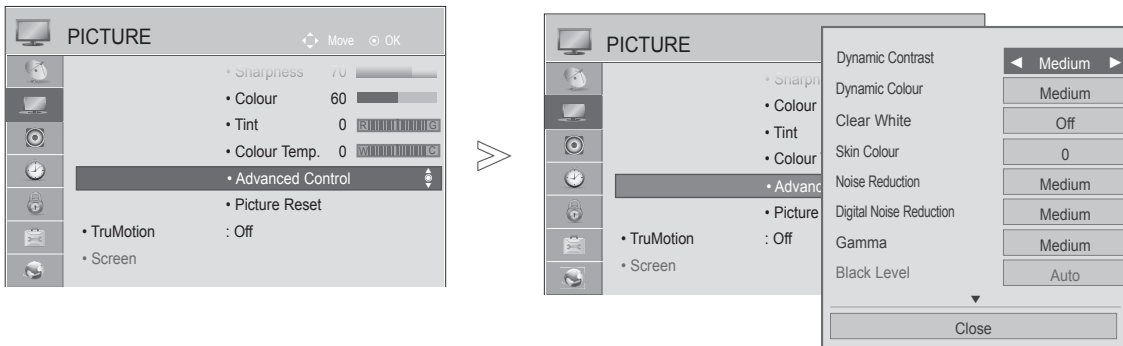 PICTURE
Move OK
• Sharpness 70
• Colour 60
• Tint 0 R G
• Colour Temp. 0 W C
• Advanced Control
• Picture Reset
• TruMotion : Off
• Screen
PICTURE
• Sharpn
• Colour
• Tint
• Colour
• Advanc
• Picture
• TruMotion : Off
• Screen
Dynamic Contrast ◀ Medium ▶
Dynamic Colour Medium
Clear White Off
Skin Colour 0
Noise Reduction Medium
Digital Noise Reduction Medium
Gamma Medium
Black Level Auto
▼
Close